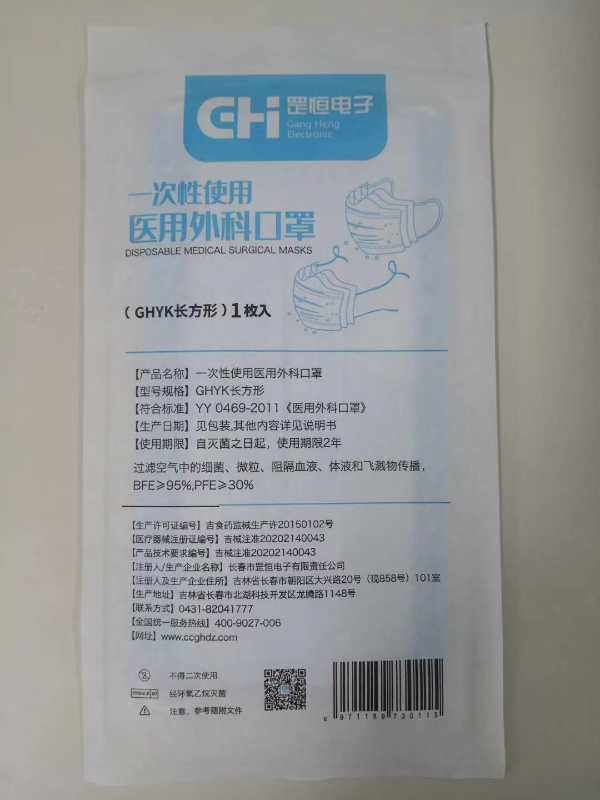 CHi 罡恒电子
Gang Heng
Electronic
一次性使用
医用外科口罩
DISPOSABLE MEDICAL SURGICAL MASKS
(GHYK长方形) 1枚入
【产品名称】一次性使用医用外科口罩
【型号规格】GHYK长方形
【符合标准】YY 0469-2011《医用外科口罩》
【生产日期】见包装,其他内容详见说明书
【使用期限】自灭菌之日起，使用期限2年
过滤空气中的细菌、微粒，阻隔血液、体液和飞溅物传播，
BFE≥95%,PFE≥30%
【生产许可证编号】吉食药监械生产许20150102号
【医疗器械注册证编号】吉械注准20202140043
【产品技术要求编号】吉械注准20202140043
【注册人/生产企业名称】长春市罡恒电子有限责任公司
【注册人及生产企业住所】吉林省长春市朝阳区大兴路20号（现858号）101室
【生产地址】吉林省长春市北湖科技开发区龙腾路1148号
【联系方式】0431-82041777
【全国统一服务热线】400-9027-006
【网址】www.ccghdz.com
不得二次使用
经环氧乙烷灭菌
注意，参考随附文件